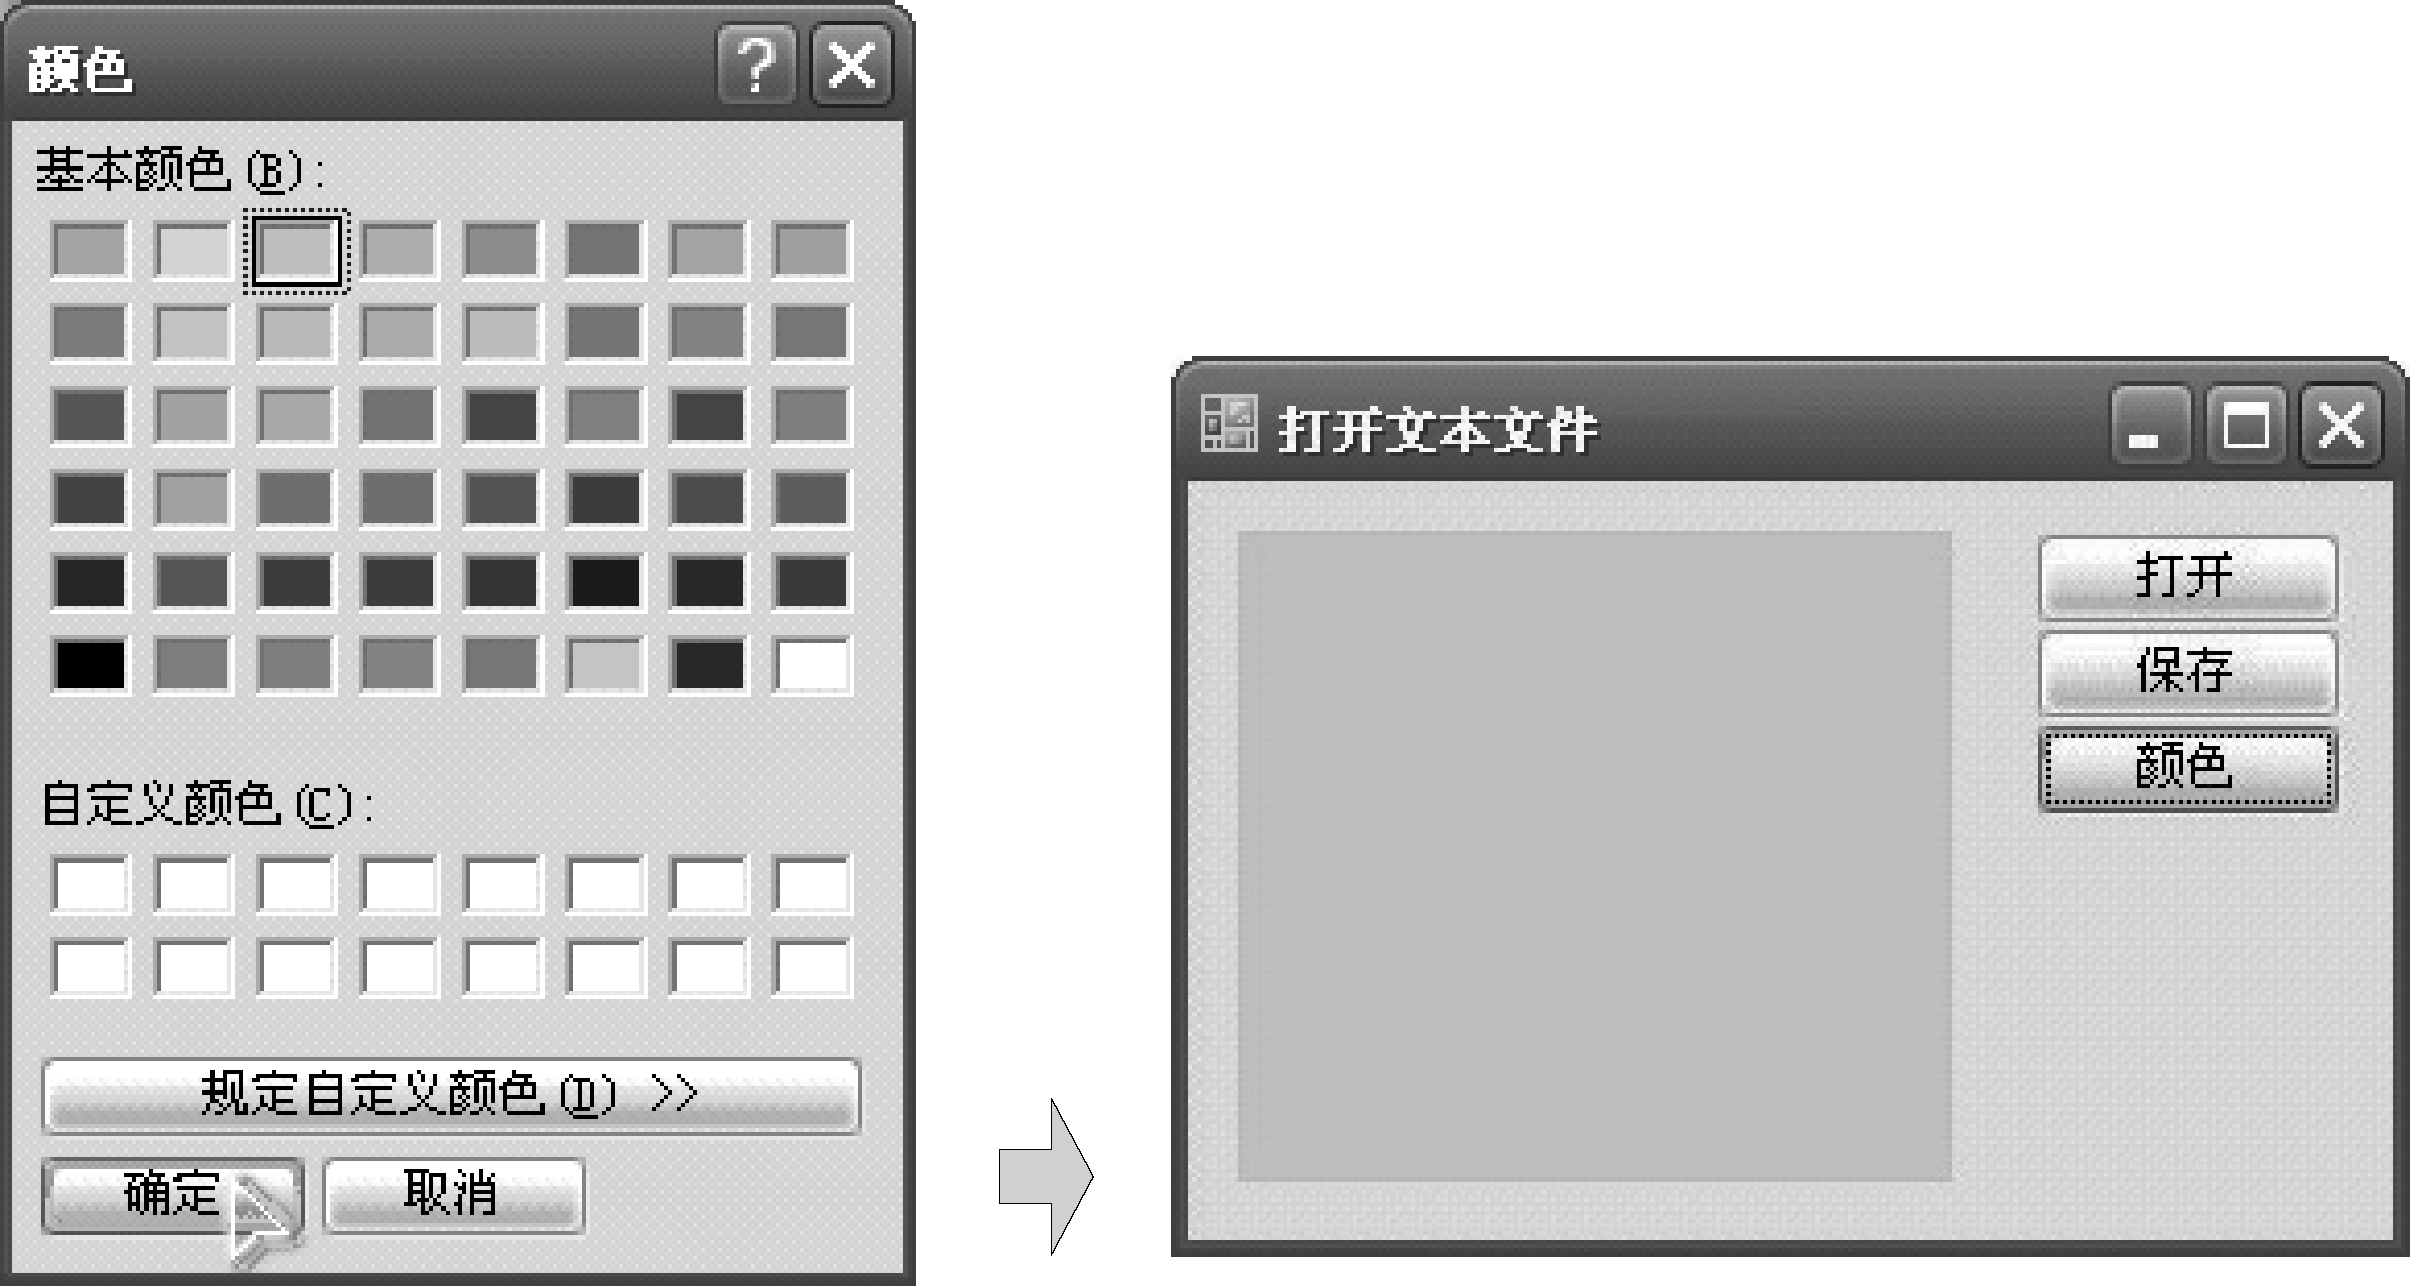 颜色
基本颜色(B):
自定义颜色(C):
规定自定义颜色(D) >>
确定 取消
打开文本文件
打开
保存
颜色